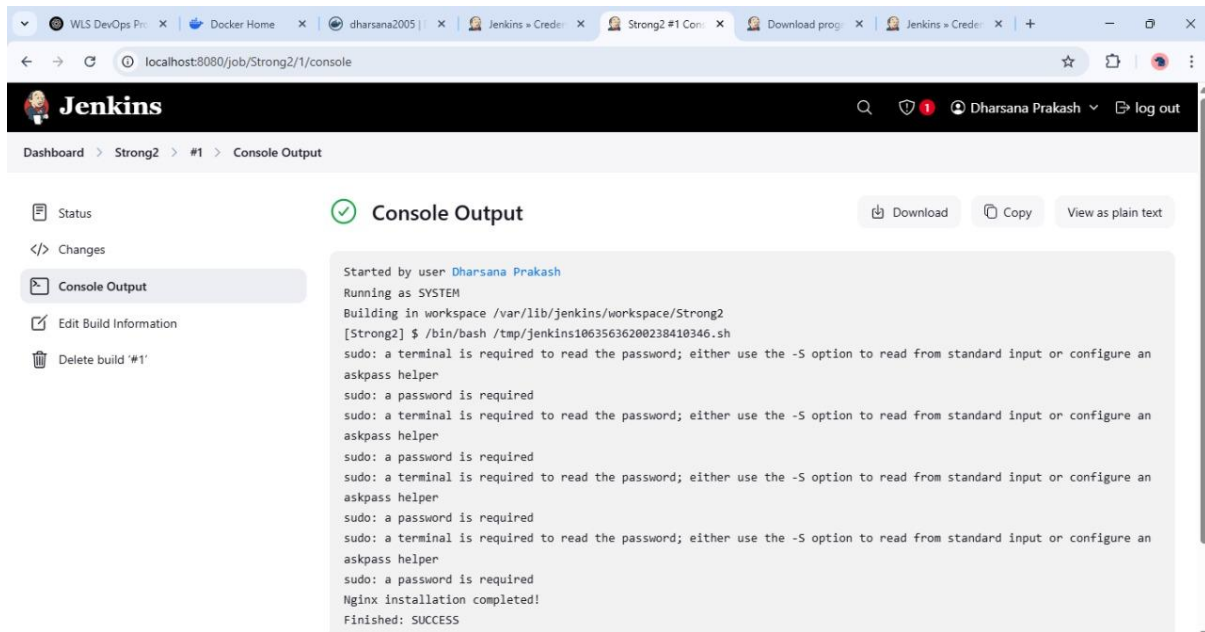 WLS DevOps Pro
Docker Home
dharsana2005 |
Jenkins » Creder
Strong2 #1 Cons
Download prog
Jenkins » Creder
localhost:8080/job/Strong2/1/console
Jenkins
1
Dharsana Prakash
log out
Dashboard > Strong2 > #1 > Console Output
Status
Changes
Console Output
Edit Build Information
Delete build '#1'
Console Output
Download
Copy
View as plain text
Started by user Dharsana Prakash
Running as SYSTEM
Building in workspace /var/lib/jenkins/workspace/Strong2
[Strong2] $ /bin/bash /tmp/jenkins10635636200238410346.sh
sudo: a terminal is required to read the password; either use the -S option to read from standard input or configure an
askpass helper
sudo: a password is required
sudo: a terminal is required to read the password; either use the -S option to read from standard input or configure an
askpass helper
sudo: a password is required
sudo: a terminal is required to read the password; either use the -S option to read from standard input or configure an
askpass helper
sudo: a password is required
sudo: a terminal is required to read the password; either use the -S option to read from standard input or configure an
askpass helper
sudo: a password is required
Nginx installation completed!
Finished: SUCCESS